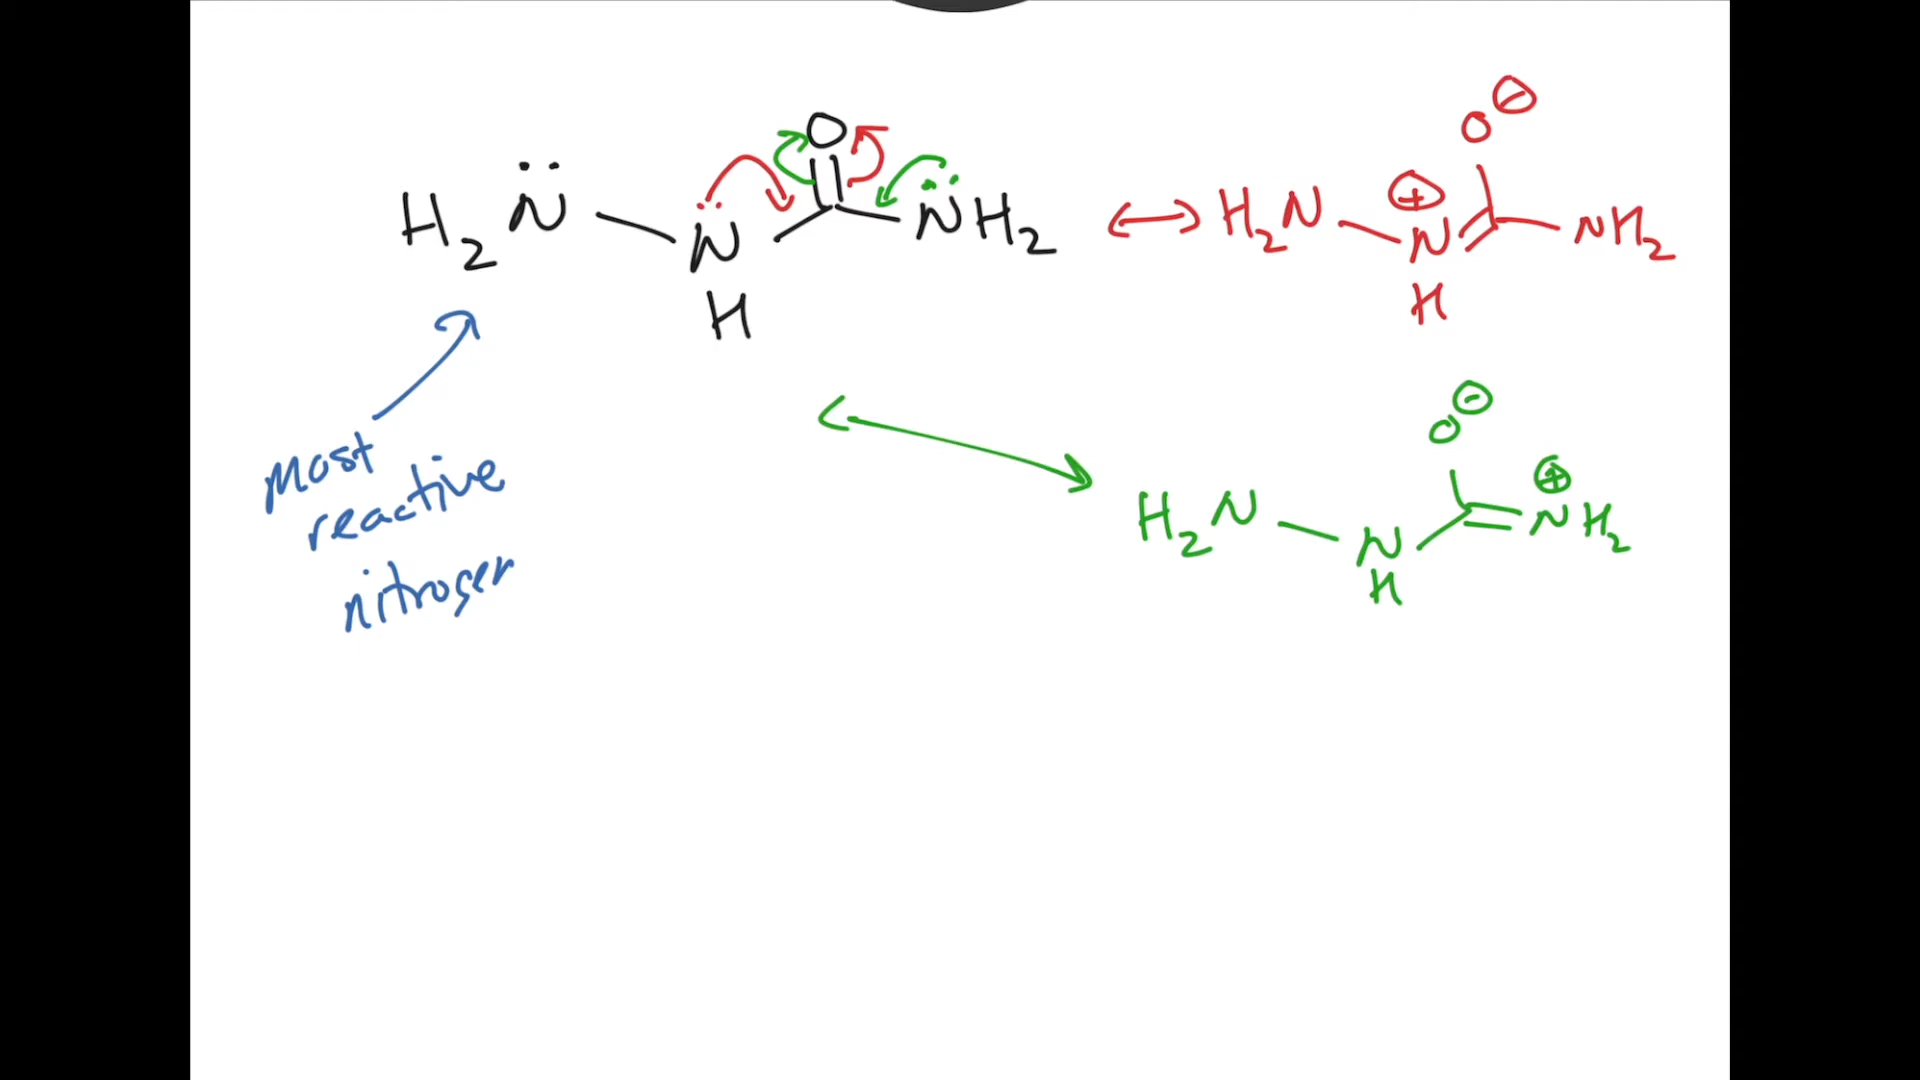 O
H₂N̈ N̈ N̈H₂
H
O⊖
H₂N N⊕ NH₂
H
most
reactive
nitrogen
O⊖
H₂N N NH₂⊕
H